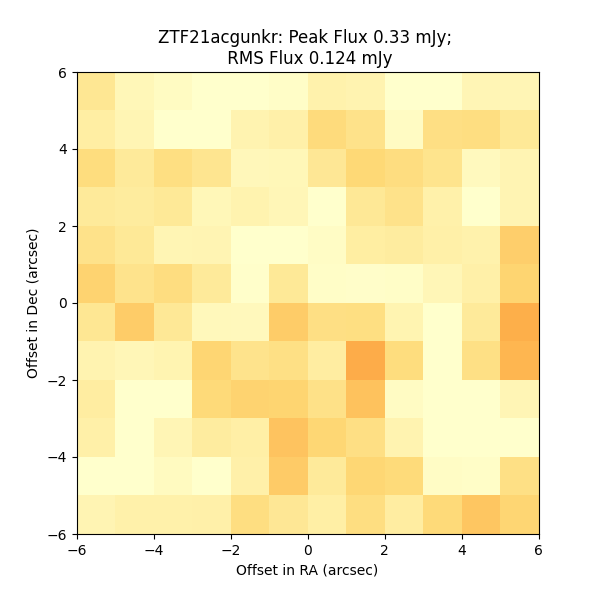 ZTF21acgunkr: Peak Flux 0.33 mJy;
RMS Flux 0.124 mJy
6
4
2
0
−2
−4
−6
Offset in Dec (arcsec)
−6 −4 −2 0 2 4 6
Offset in RA (arcsec)